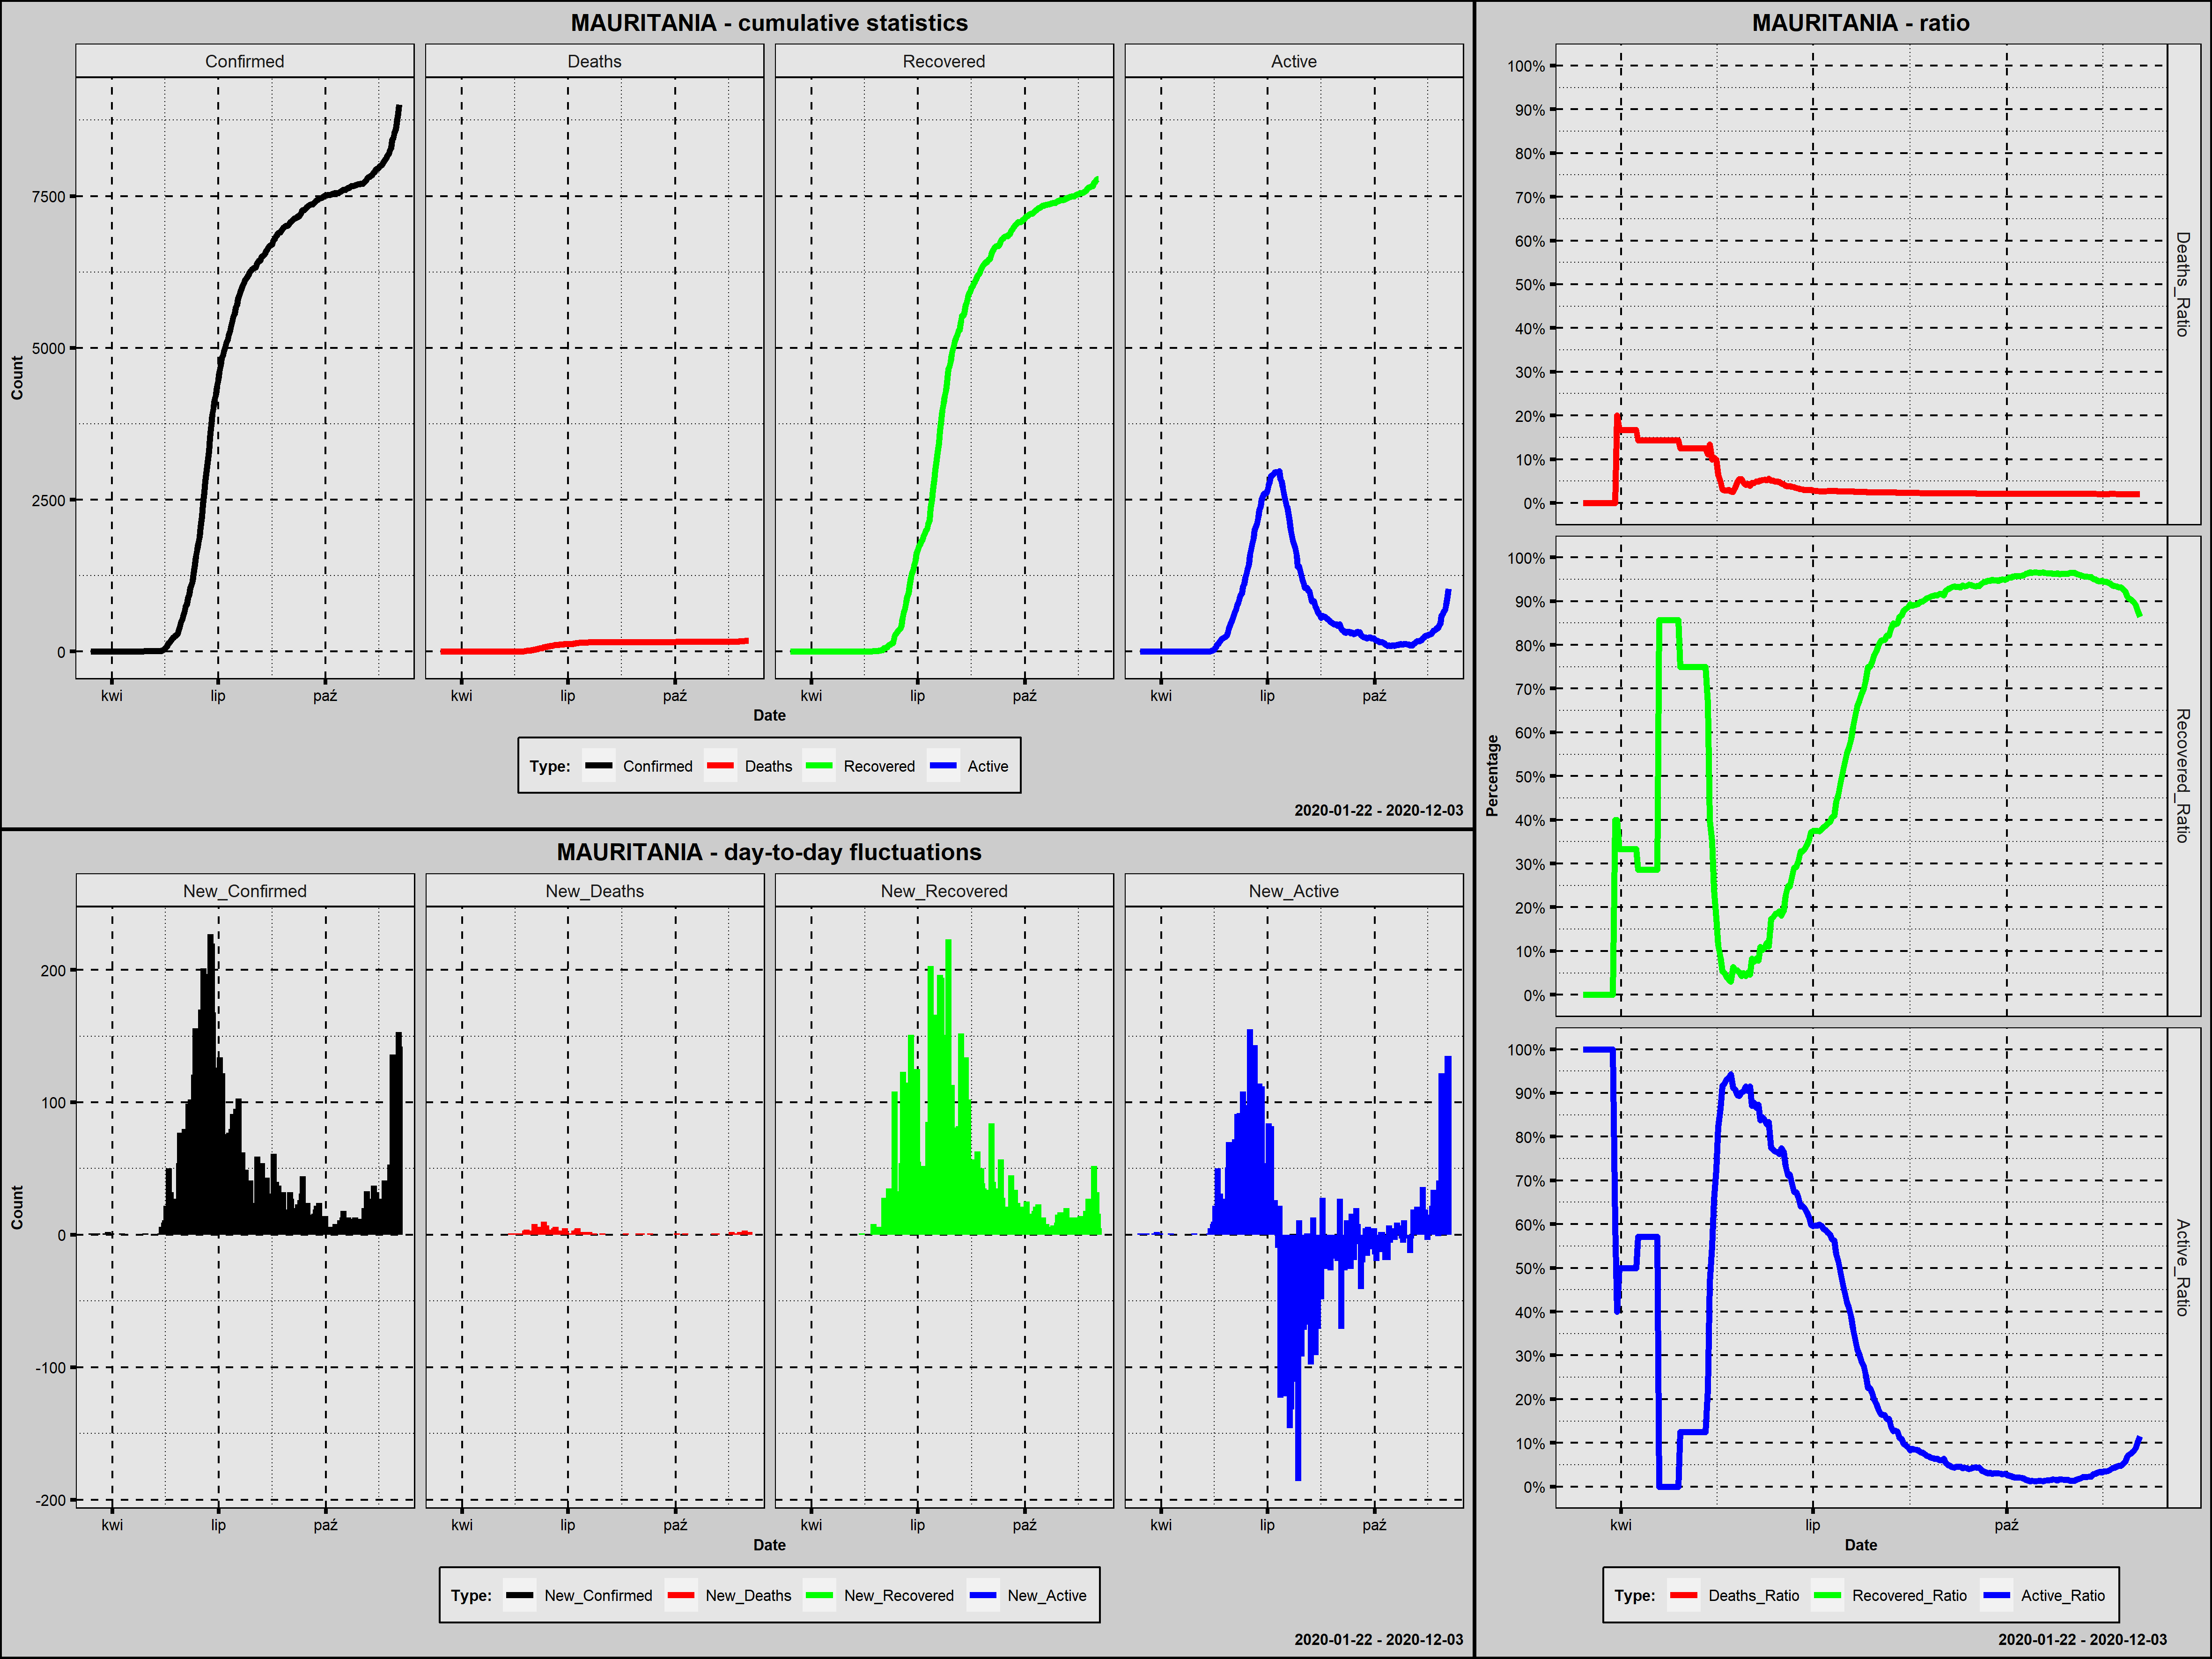 MAURITANIA - cumulative statistics
Confirmed Deaths Recovered Active
Count
7500
5000
2500
0
kwi lip paź kwi lip paź kwi lip paź kwi lip paź
Date
Type: Confirmed Deaths Recovered Active
2020-01-22 - 2020-12-03
MAURITANIA - day-to-day fluctuations
New_Confirmed New_Deaths New_Recovered New_Active
Count
200
100
0
-100
-200
kwi lip paź kwi lip paź kwi lip paź kwi lip paź
Date
Type: New_Confirmed New_Deaths New_Recovered New_Active
2020-01-22 - 2020-12-03
MAURITANIA - ratio
Percentage
100%
90%
80%
70%
60%
50%
40%
30%
20%
10%
0%
Deaths_Ratio
100%
90%
80%
70%
60%
50%
40%
30%
20%
10%
0%
Recovered_Ratio
100%
90%
80%
70%
60%
50%
40%
30%
20%
10%
0%
Active_Ratio
kwi lip paź
Date
Type: Deaths_Ratio Recovered_Ratio Active_Ratio
2020-01-22 - 2020-12-03